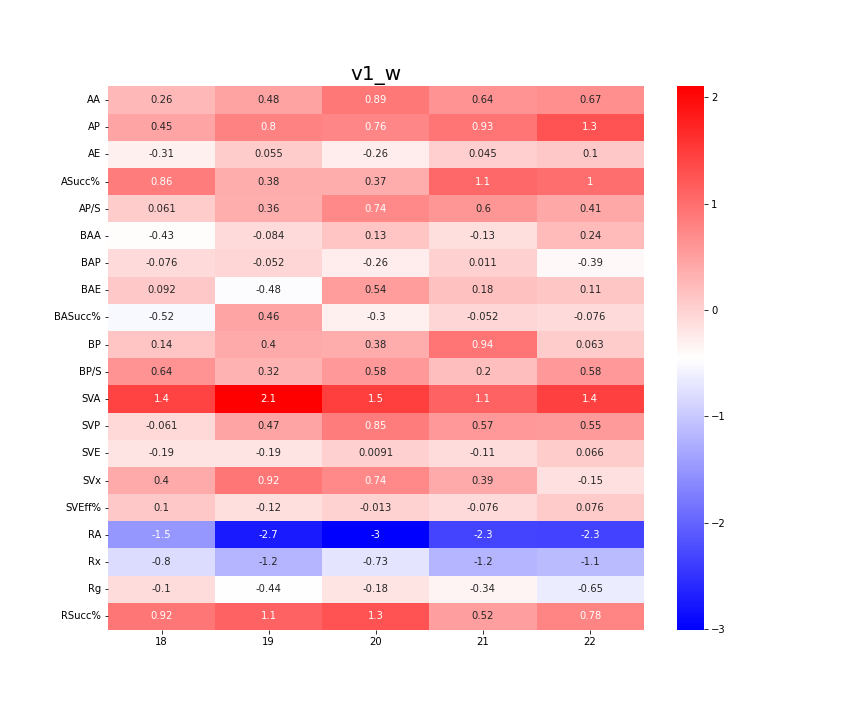 v1_w
AA 0.26 0.48 0.89 0.64 0.67
AP 0.45 0.8 0.76 0.93 1.3
AE -0.31 0.055 -0.26 0.045 0.1
ASucc% 0.86 0.38 0.37 1.1 1
AP/S 0.061 0.36 0.74 0.6 0.41
BAA -0.43 -0.084 0.13 -0.13 0.24
BAP -0.076 -0.052 -0.26 0.011 -0.39
BAE 0.092 -0.48 0.54 0.18 0.11
BASucc% -0.52 0.46 -0.3 -0.052 -0.076
BP 0.14 0.4 0.38 0.94 0.063
BP/S 0.64 0.32 0.58 0.2 0.58
SVA 1.4 2.1 1.5 1.1 1.4
SVP -0.061 0.47 0.85 0.57 0.55
SVE -0.19 -0.19 0.0091 -0.11 0.066
SVx 0.4 0.92 0.74 0.39 -0.15
SVEff% 0.1 -0.12 -0.013 -0.076 0.076
RA -1.5 -2.7 -3 -2.3 -2.3
Rx -0.8 -1.2 -0.73 -1.2 -1.1
Rg -0.1 -0.44 -0.18 -0.34 -0.65
RSucc% 0.92 1.1 1.3 0.52 0.78
18 19 20 21 22
2
1
0
−1
−2
−3